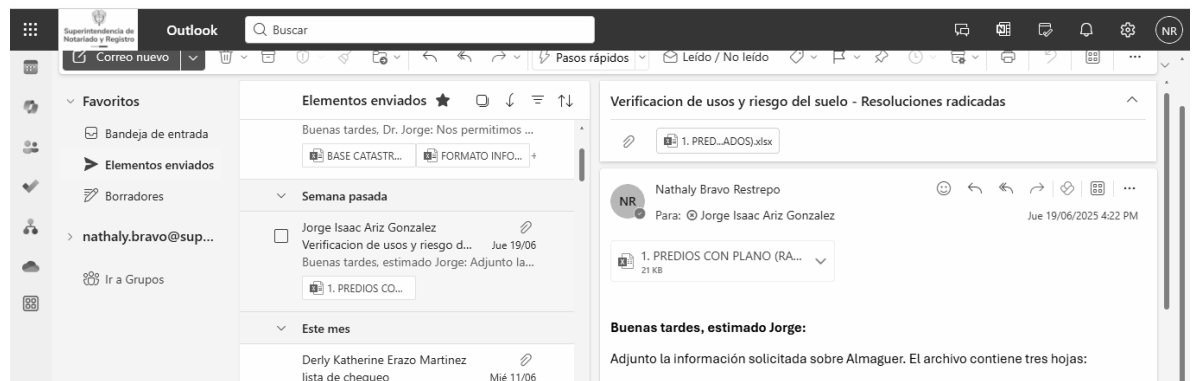 Superintendencia de
Notariado y Registro
Outlook
Buscar
NR
Correo nuevo
Pasos rápidos
Leído / No leído
Favoritos
Bandeja de entrada
Elementos enviados
Borradores
nathaly.bravo@sup...
Ir a Grupos
Elementos enviados
Buenas tardes, Dr. Jorge: Nos permitimos ...
BASE CATASTR...
FORMATO INFO...
+
Semana pasada
Jorge Isaac Ariz Gonzalez
Verificacion de usos y riesgo d... Jue 19/06
Buenas tardes, estimado Jorge: Adjunto la...
1. PREDIOS CO...
Este mes
Derly Katherine Erazo Martinez
lista de chequeo Mié 11/06
Verificacion de usos y riesgo del suelo - Resoluciones radicadas
1. PRED...ADOS).xlsx
NR
Nathaly Bravo Restrepo
Para: Jorge Isaac Ariz Gonzalez
Jue 19/06/2025 4:22 PM
1. PREDIOS CON PLANO (RA...
21 KB
Buenas tardes, estimado Jorge:
Adjunto la información solicitada sobre Almaguer. El archivo contiene tres hojas: